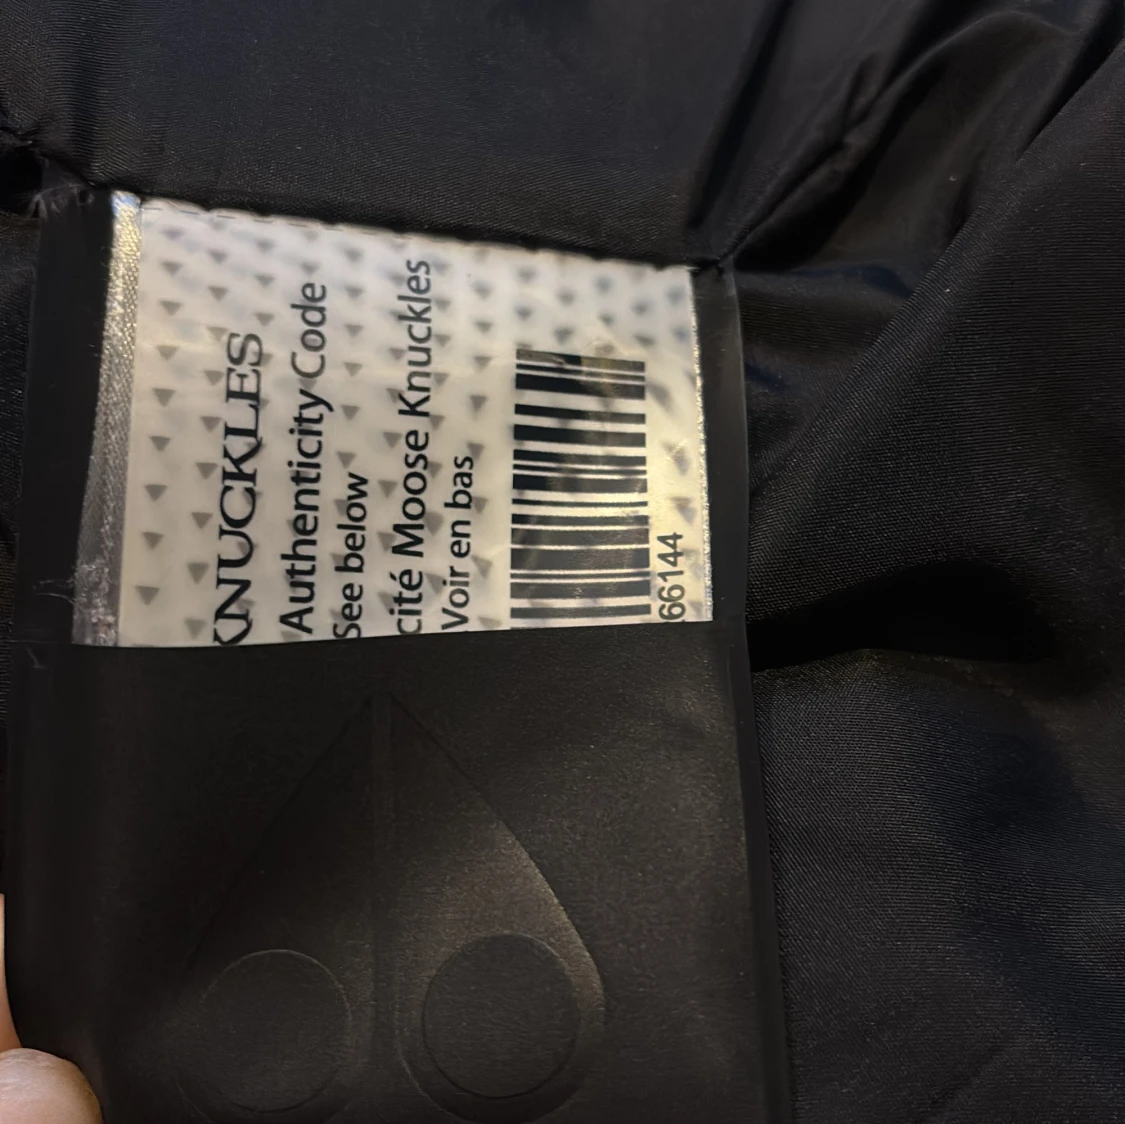 KNUCKLES
Authenticity Code
See below
cité Moose Knuckles
Voir en bas
66144